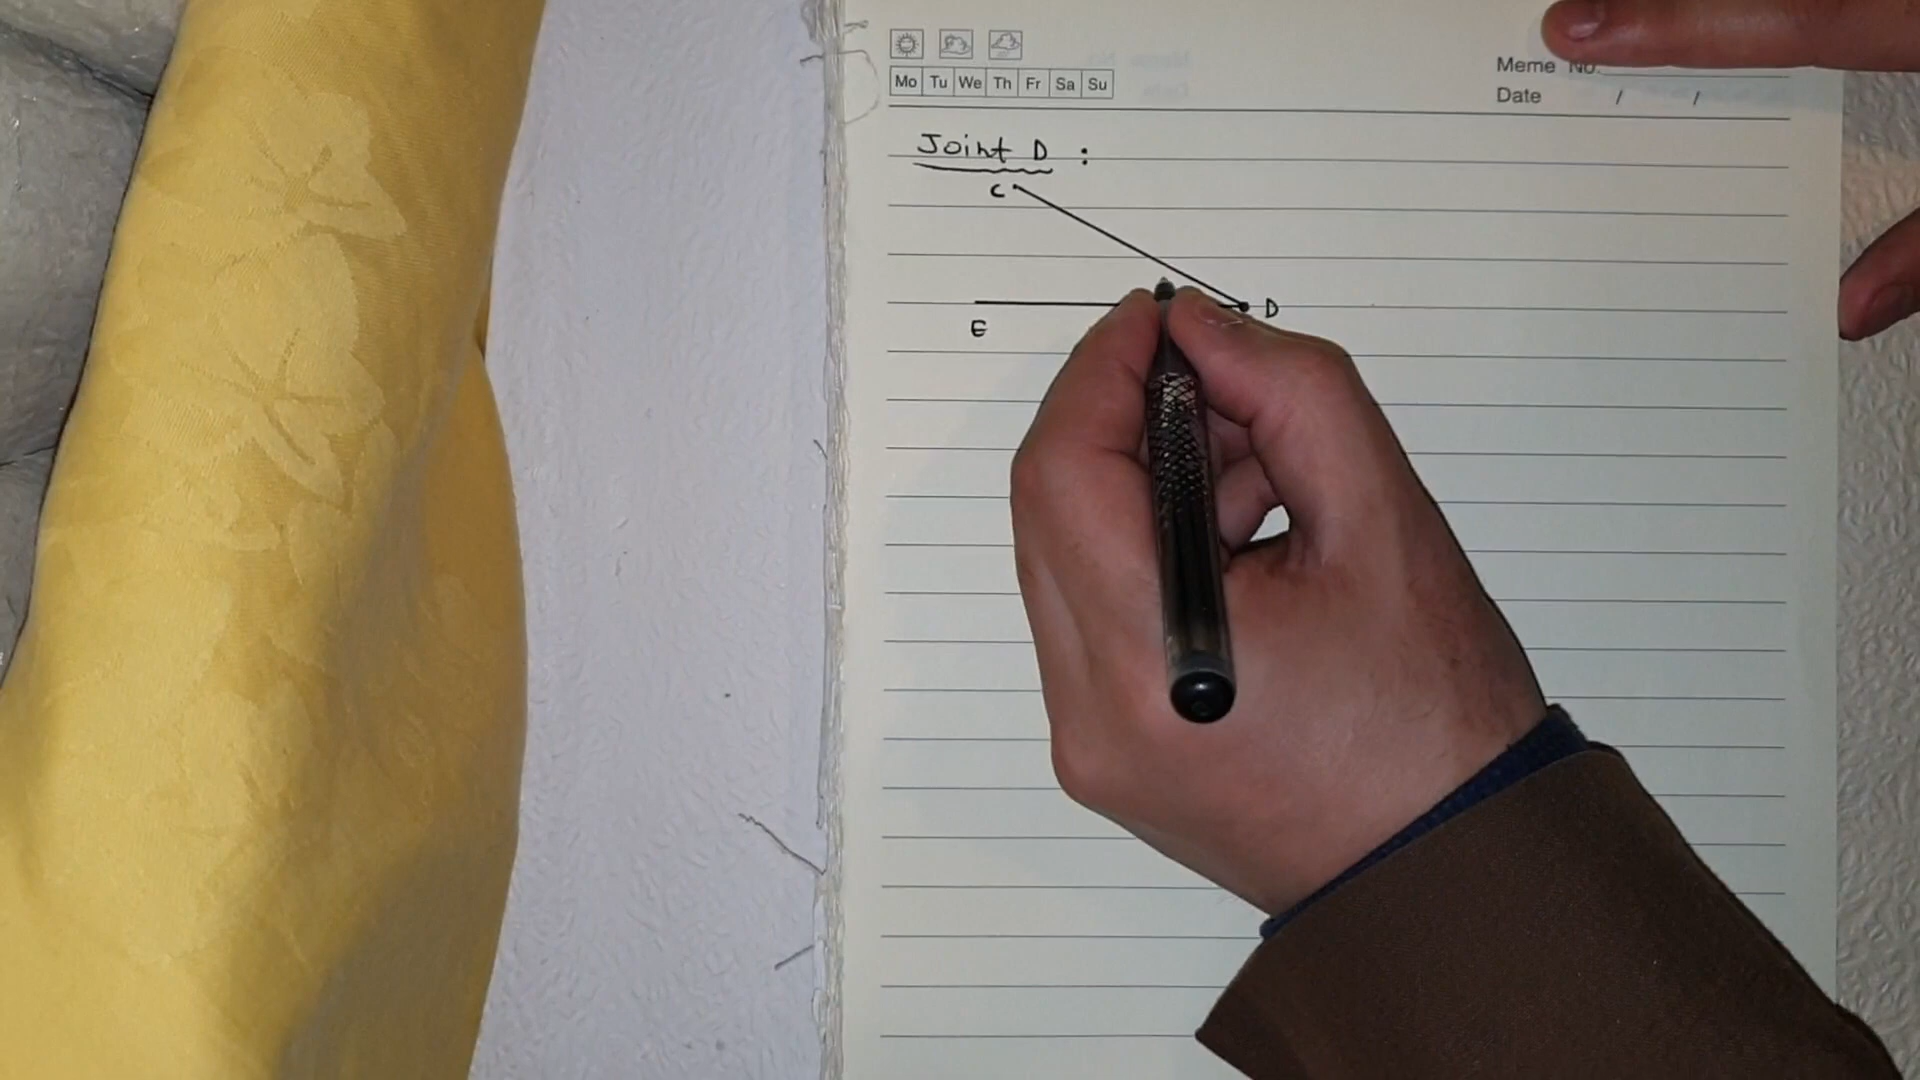 Mo Tu We Th Fr Sa Su
Meme No.
Date / /
Joint D :
C
D
E